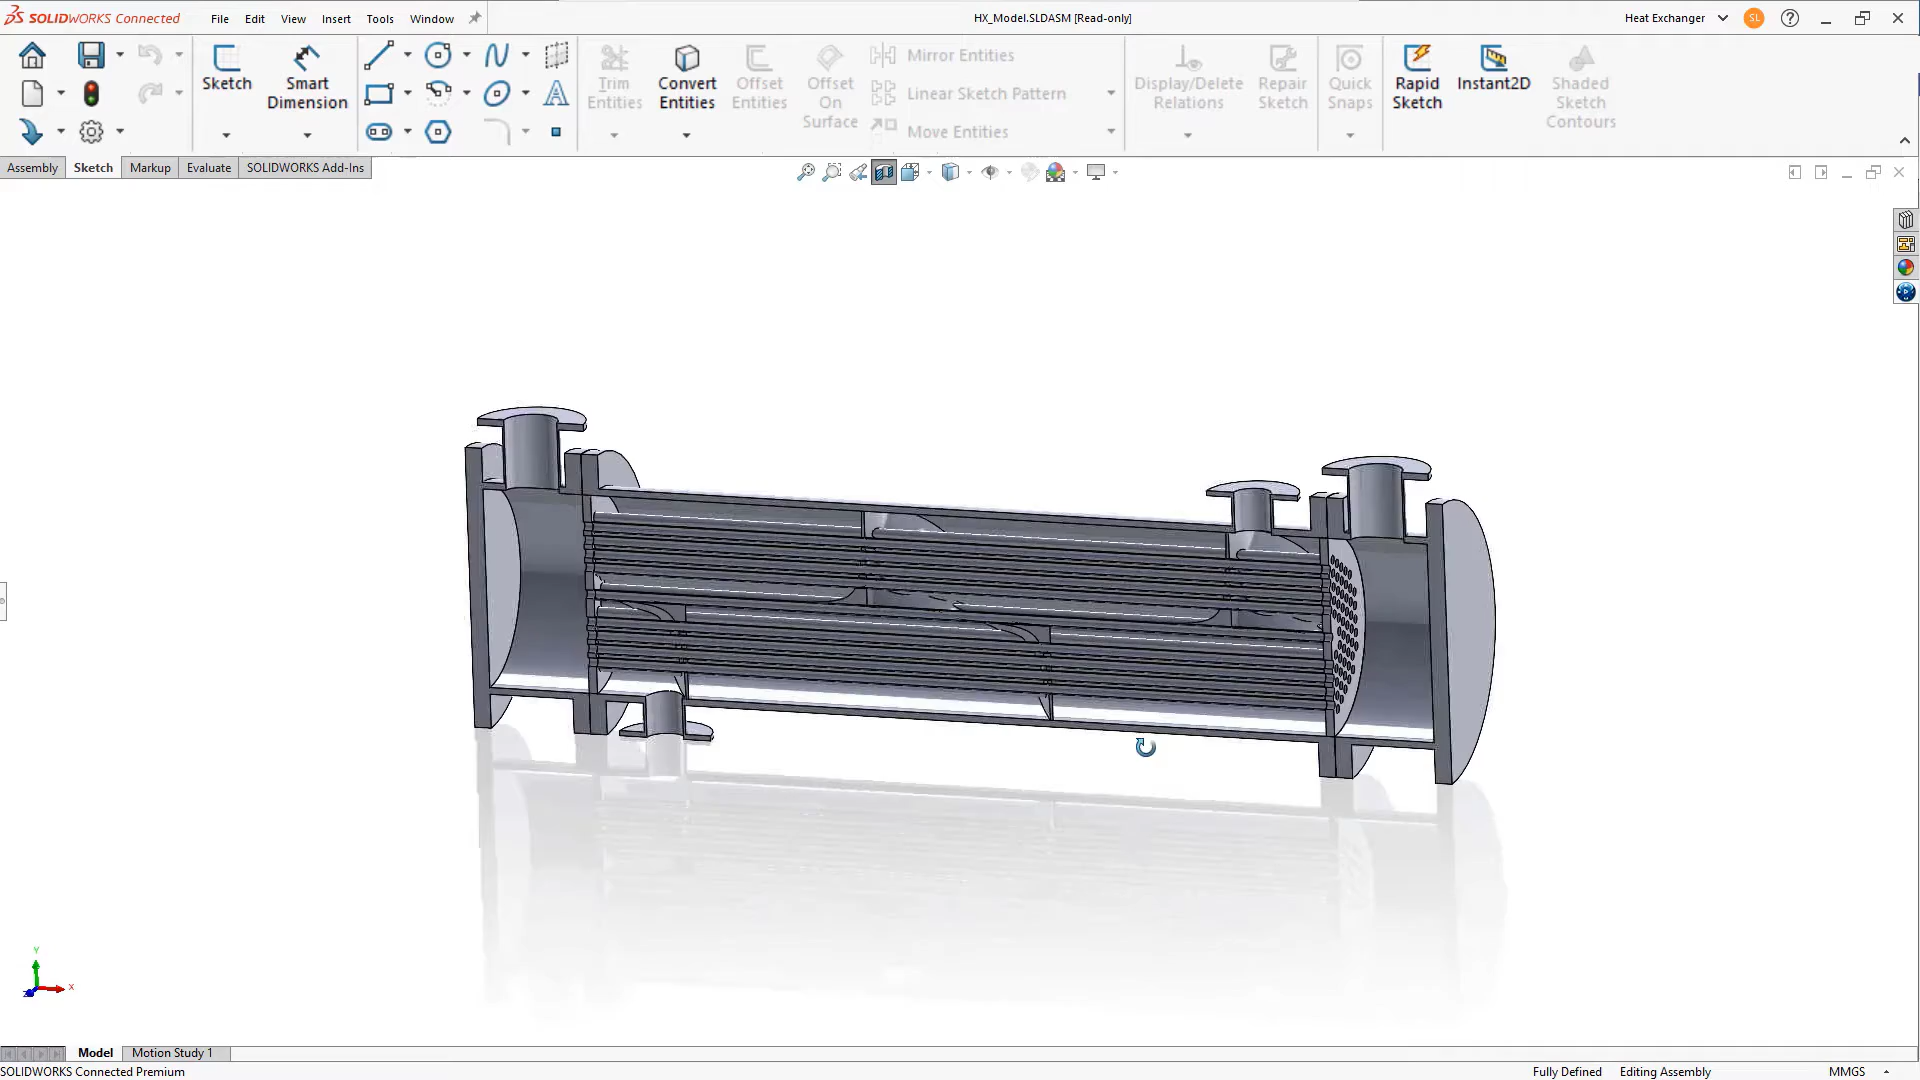 SOLIDWORKS Connected
File Edit View Insert Tools Window
HX_Model.SLDASM [Read-only]
Heat Exchanger
SL
Sketch
Smart Dimension
Trim Entities
Convert Entities
Offset Entities
Offset On Surface
Mirror Entities
Linear Sketch Pattern
Move Entities
Display/Delete Relations
Repair Sketch
Quick Snaps
Rapid Sketch
Instant2D
Shaded Sketch Contours
Assembly Sketch Markup Evaluate SOLIDWORKS Add-Ins
Y
X
Z
Model Motion Study 1
SOLIDWORKS Connected Premium
Fully Defined Editing Assembly MMGS